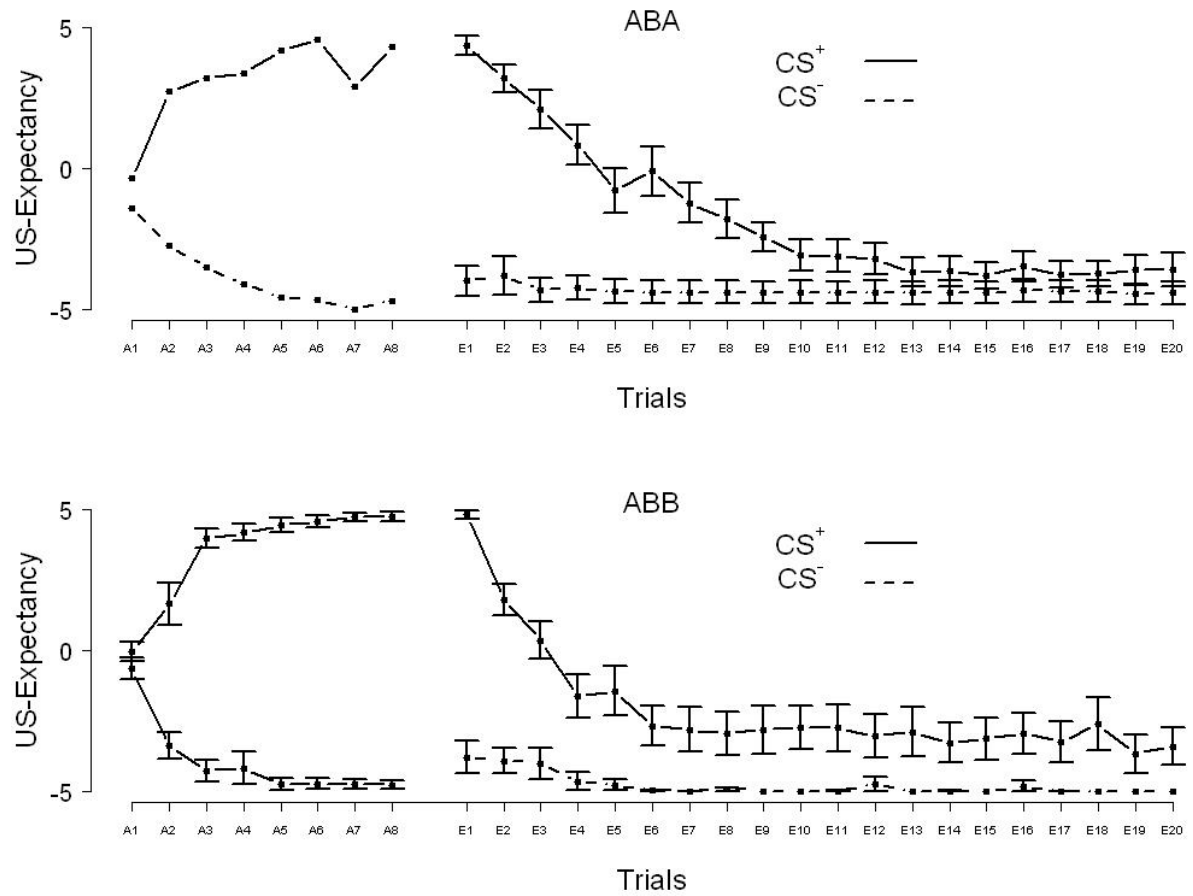 ABA
5
CS+
CS-
US-Expectancy
0
-5
A1 A2 A3 A4 A5 A6 A7 A8 E1 E2 E3 E4 E5 E6 E7 E8 E9 E10 E11 E12 E13 E14 E15 E16 E17 E18 E19 E20
Trials
ABB
5
CS+
CS-
US-Expectancy
0
-5
A1 A2 A3 A4 A5 A6 A7 A8 E1 E2 E3 E4 E5 E6 E7 E8 E9 E10 E11 E12 E13 E14 E15 E16 E17 E18 E19 E20
Trials